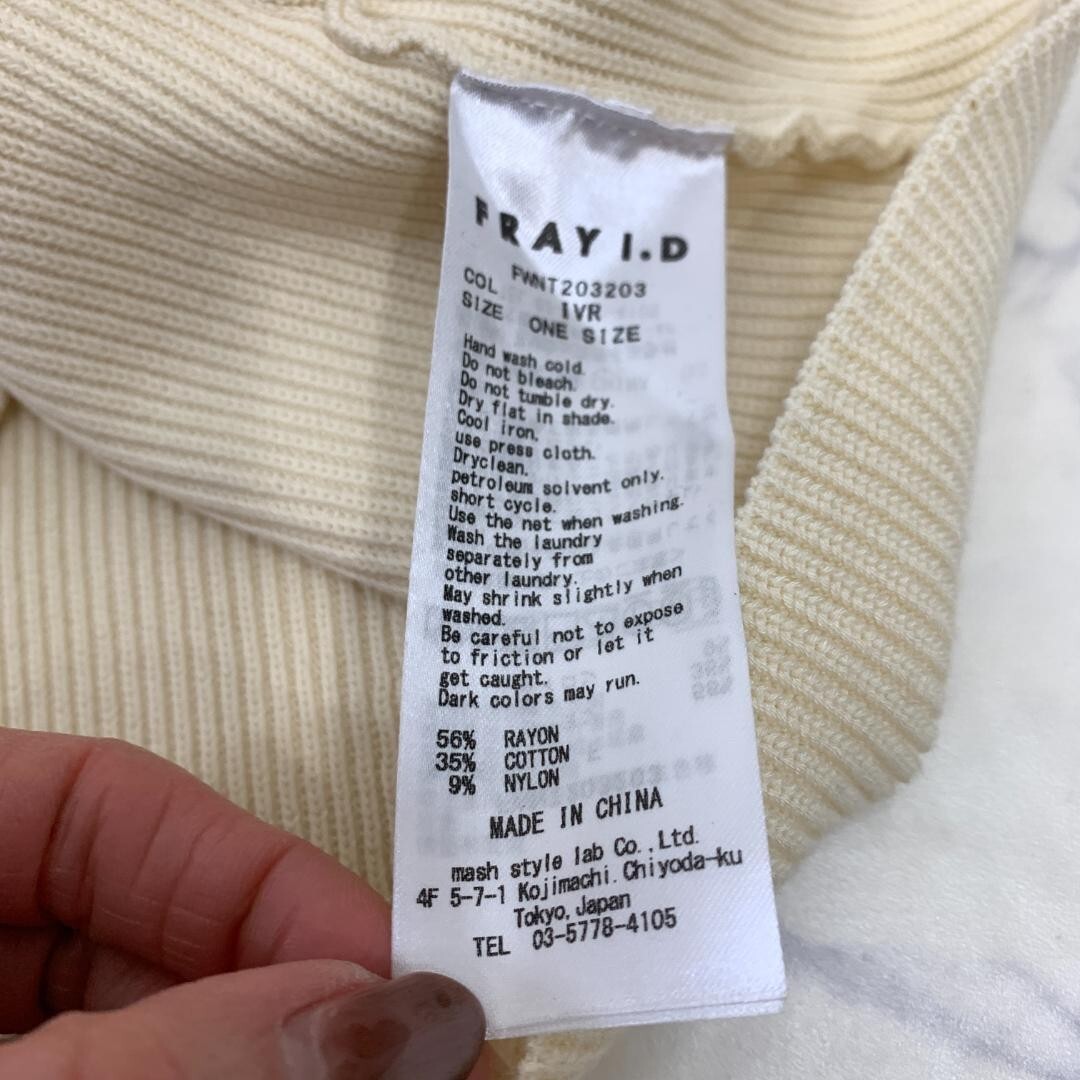 FRAY I.D
FWNT203203
COL IVR
SIZE ONE SIZE
Hand wash cold.
Do not bleach.
Do not tumble dry.
Dry flat in shade.
Cool iron,
use press cloth.
Dryclean.
petroleum solvent only.
short cycle.
Use the net when washing.
Wash the laundry
separately from
other laundry.
May shrink slightly when
washed.
Be careful not to expose
to friction or let it
get caught.
Dark colors may run.
56% RAYON
35% COTTON
9% NYLON
MADE IN CHINA
mash style lab Co.,Ltd.
4F 5-7-1 Kojimachi.Chiyoda-ku
Tokyo,Japan
TEL 03-5778-4105